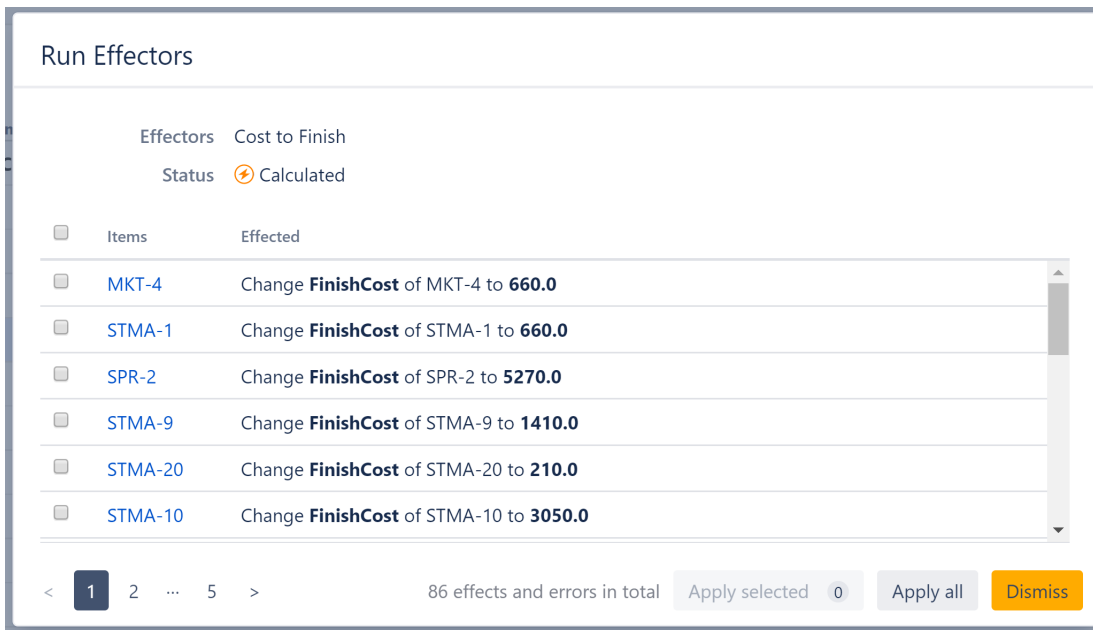 Run Effectors
Effectors Cost to Finish
Status Calculated
Items Effected
MKT-4 Change FinishCost of MKT-4 to 660.0
STMA-1 Change FinishCost of STMA-1 to 660.0
SPR-2 Change FinishCost of SPR-2 to 5270.0
STMA-9 Change FinishCost of STMA-9 to 1410.0
STMA-20 Change FinishCost of STMA-20 to 210.0
STMA-10 Change FinishCost of STMA-10 to 3050.0
< 1 2 ... 5 > 86 effects and errors in total Apply selected 0 Apply all Dismiss